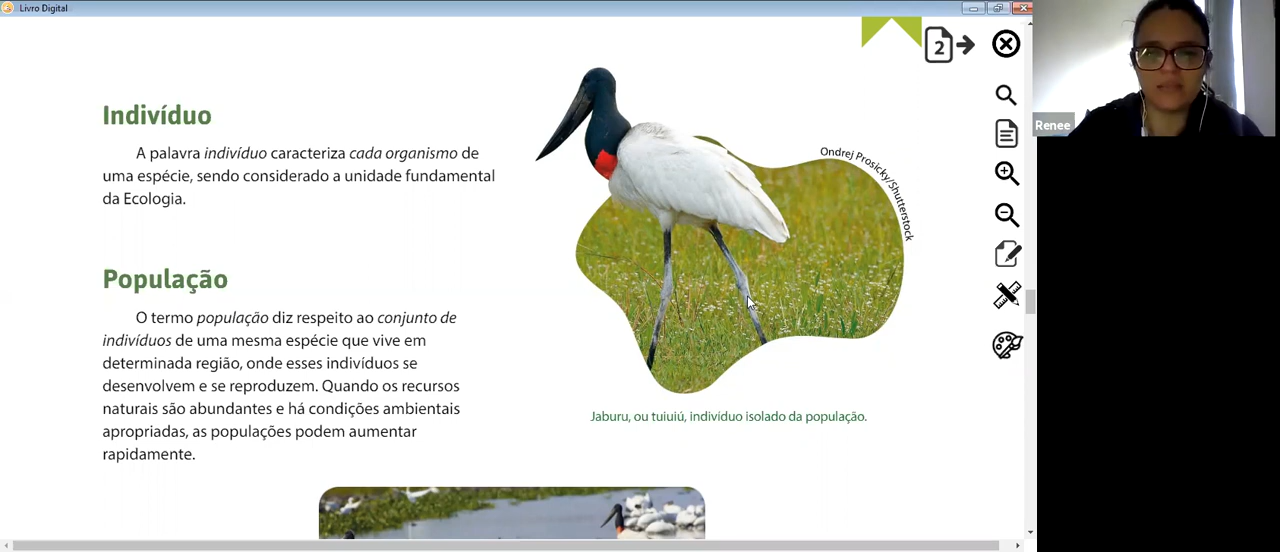 Livro Digital
2
Indivíduo
A palavra indivíduo caracteriza cada organismo de
uma espécie, sendo considerado a unidade fundamental
da Ecologia.
Ondrej Prosicky/Shutterstock
Renee
População
O termo população diz respeito ao conjunto de
indivíduos de uma mesma espécie que vive em
determinada região, onde esses indivíduos se
desenvolvem e se reproduzem. Quando os recursos
naturais são abundantes e há condições ambientais
apropriadas, as populações podem aumentar
rapidamente.
Jaburu, ou tuiuiú, indivíduo isolado da população.